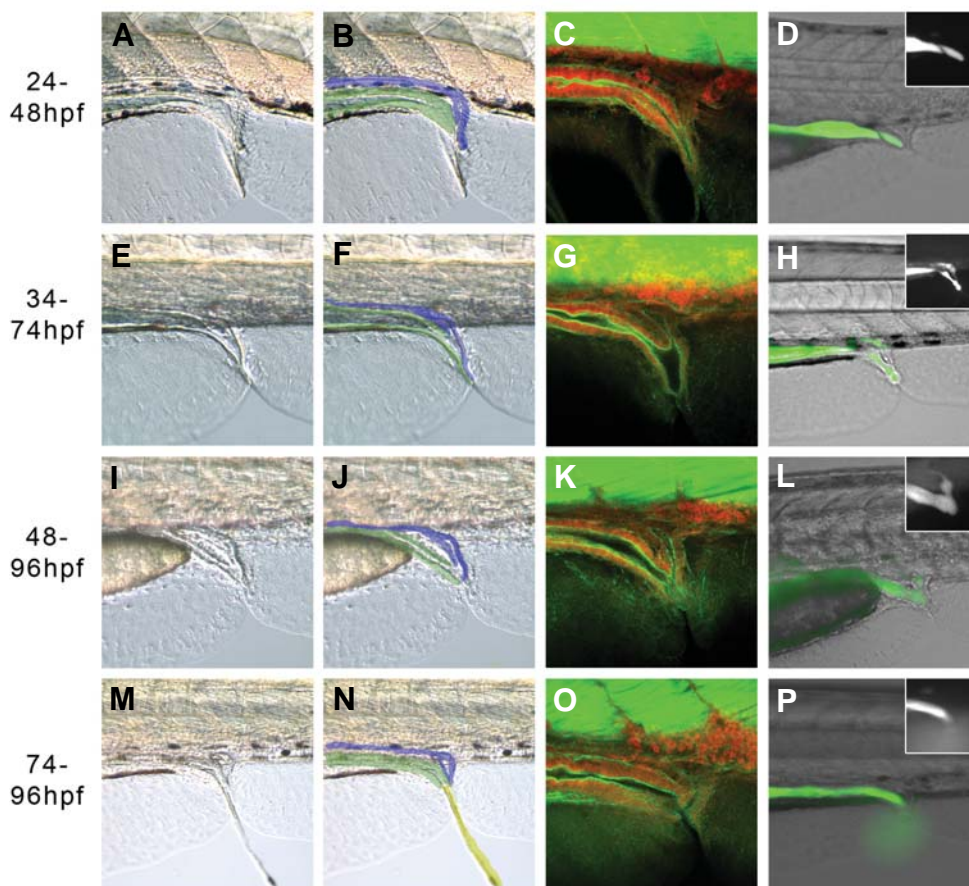 A B C D
24-
48hpf
E F G H
34-
74hpf
I J K L
48-
96hpf
M N O P
74-
96hpf